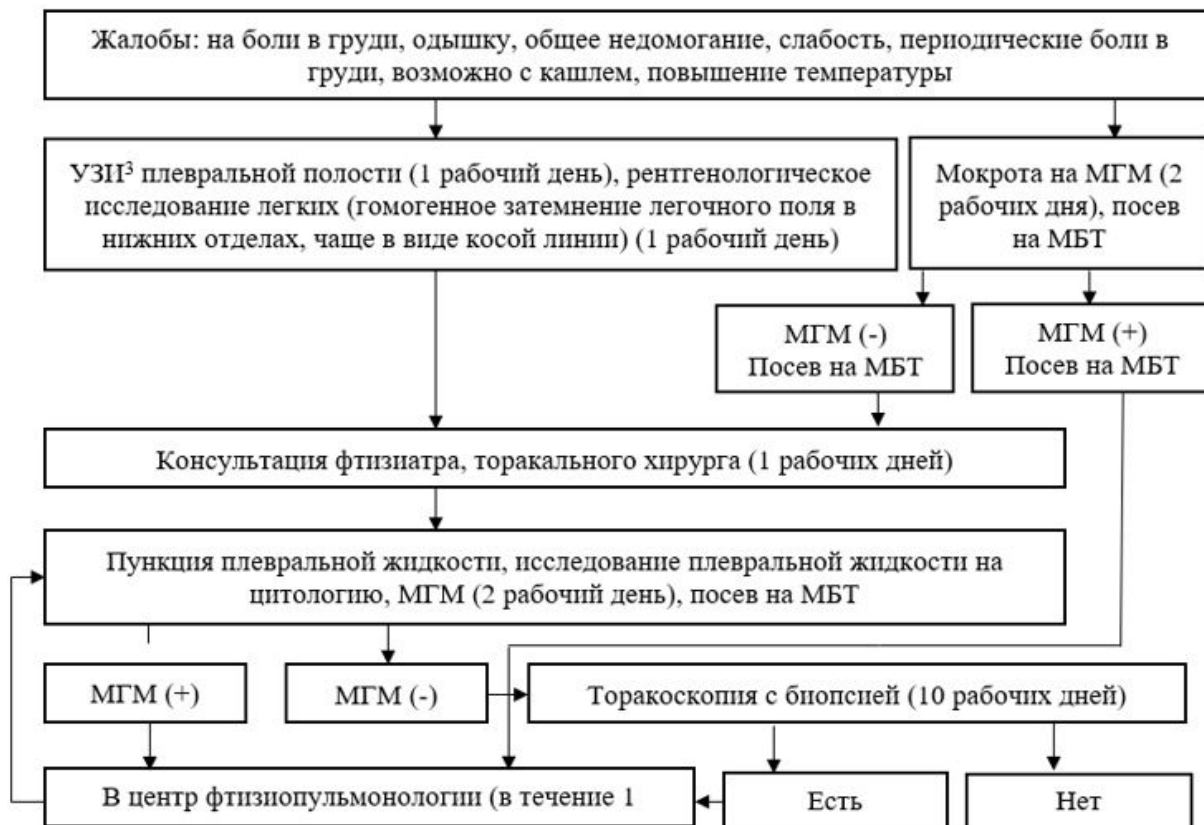 Жалобы: на боли в груди, одышку, общее недомогание, слабость, периодические боли в
груди, возможно с кашлем, повышение температуры
УЗИ³ плевральной полости (1 рабочий день), рентгенологическое
исследование легких (гомогенное затемнение легочного поля в
нижних отделах, чаще в виде косой линии) (1 рабочий день)
Мокрота на МГМ (2
рабочих дня), посев
на МБТ
МГМ (-)
Посев на МБТ
МГМ (+)
Посев на МБТ
Консультация фтизиатра, торакального хирурга (1 рабочих дней)
Пункция плевральной жидкости, исследование плевральной жидкости на
цитологию, МГМ (2 рабочий день), посев на МБТ
МГМ (+)
МГМ (-)
Торакоскопия с биопсией (10 рабочих дней)
В центр фтизиопульмонологии (в течение 1
Есть
Нет